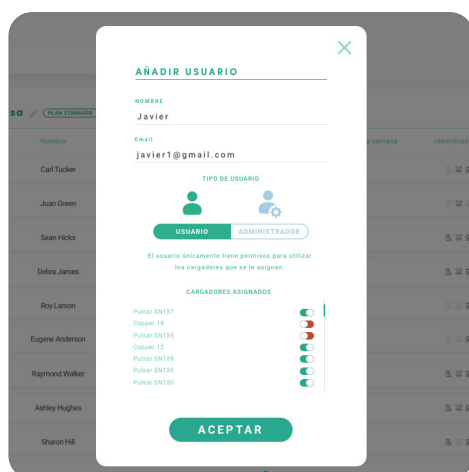 AÑADIR USUARIO
NOMBRE
Javier
Email
javier1@gmail.com
TIPO DE USUARIO
USUARIO
ADMINISTRADOR
El usuario únicamente tiene permisos para utilizar
los cargadores que se le asignan.
CARGADORES ASIGNADOS
Pulsar SN137
Copper 18
Pulsar SN135
Copper 12
Pulsar SN139
Pulsar SN136
Pulsar SN130
ACEPTAR
sa
PLAN STANDARD
Nombre
a semana
Identificad
Carl Tucker
Juan Green
Sean Hicks
Debra James
Roy Larson
Eugene Anderson
Raymond Walker
Ashley Hughes
Sharon Hill